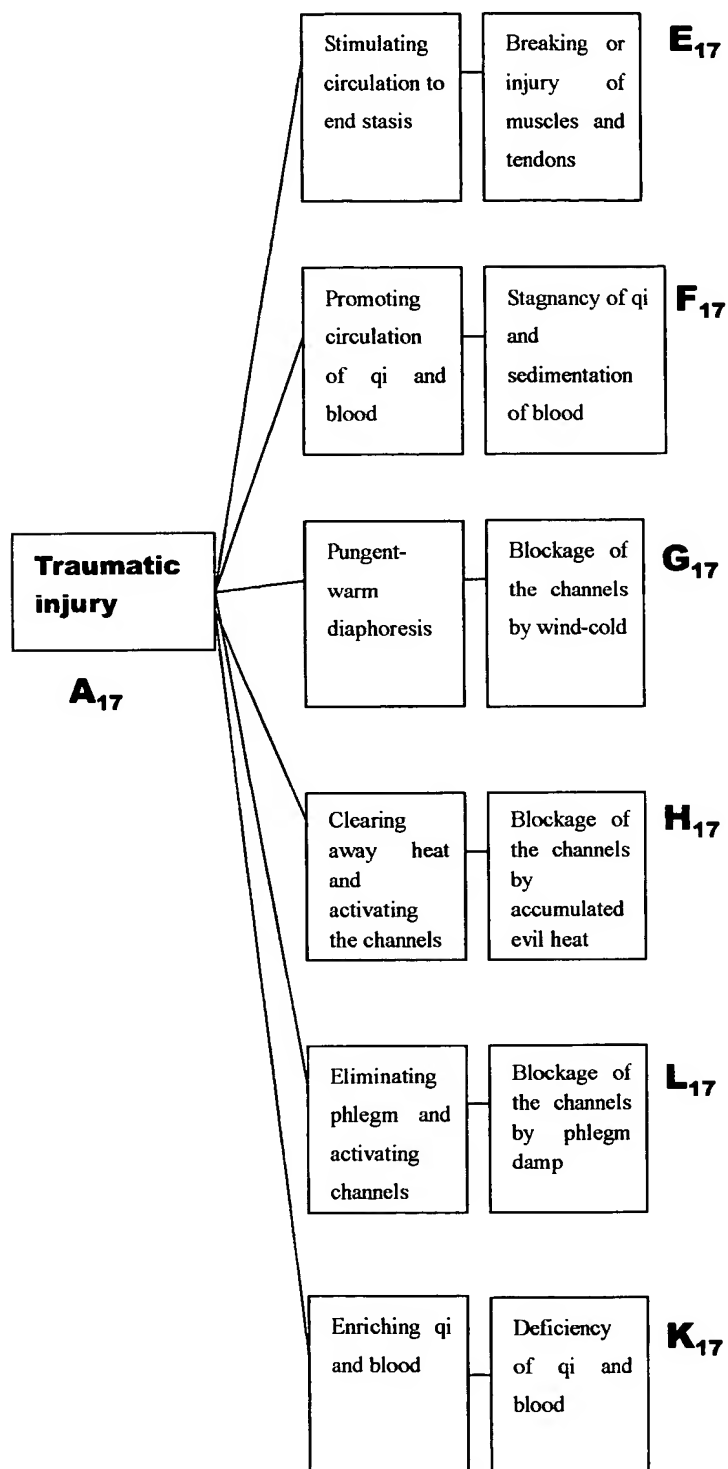 Stimulating
circulation to
end stasis
Breaking or
injury of
muscles and
tendons
E17
Promoting
circulation
of qi and
blood
Stagnancy of qi
and
sedimentation
of blood
F17
Traumatic
injury
A17
Pungent-
warm
diaphoresis
Blockage of
the channels
by wind-cold
G17
Clearing
away heat
and
activating
the channels
Blockage of
the channels
by
accumulated
evil heat
H17
Eliminating
phlegm and
activating
channels
Blockage of
the channels
by phlegm
damp
L17
Enriching qi
and blood
Deficiency
of qi and
blood
K17